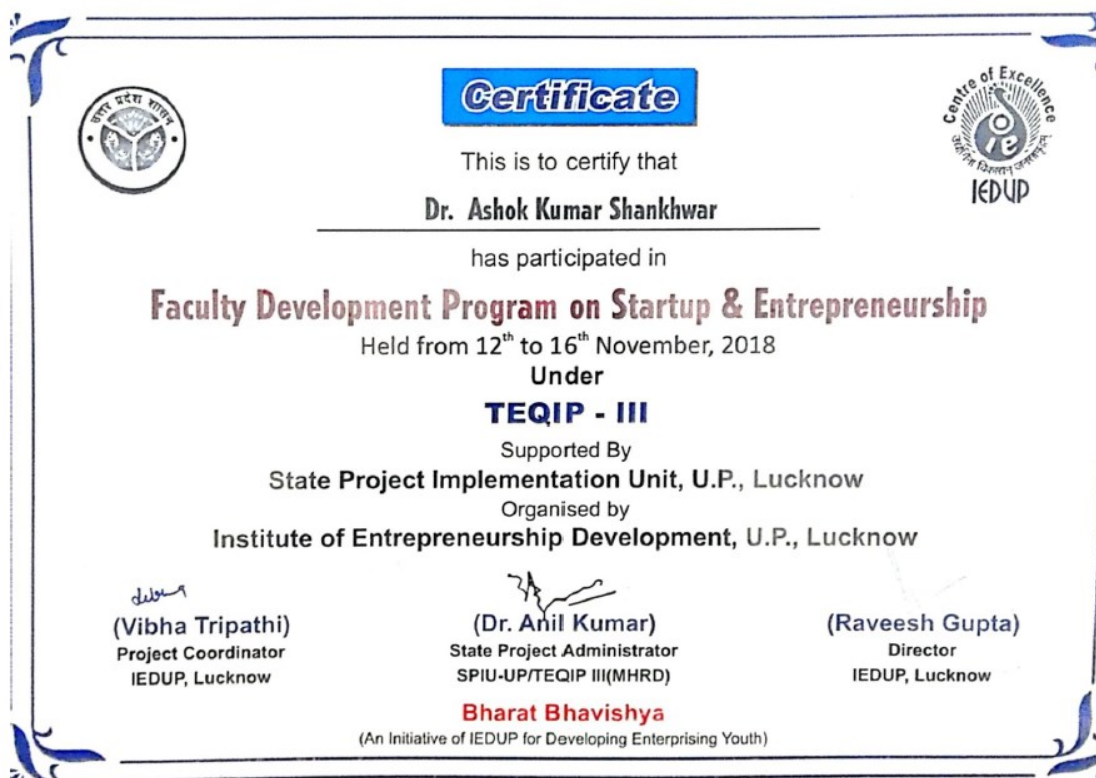 Certificate
उत्तर प्रदेश शासन
Centre of Excellence
IEDUP
This is to certify that
Dr. Ashok Kumar Shankhwar
has participated in
Faculty Development Program on Startup & Entrepreneurship
Held from 12th to 16th November, 2018
Under
TEQIP - III
Supported By
State Project Implementation Unit, U.P., Lucknow
Organised by
Institute of Entrepreneurship Development, U.P., Lucknow
(Vibha Tripathi)
Project Coordinator
IEDUP, Lucknow
(Dr. Anil Kumar)
State Project Administrator
SPIU-UP/TEQIP III(MHRD)
(Raveesh Gupta)
Director
IEDUP, Lucknow
Bharat Bhavishya
(An Initiative of IEDUP for Developing Enterprising Youth)